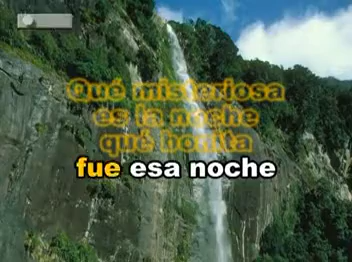 Qué misteriosa
es la noche
qué bonita
fue esa noche